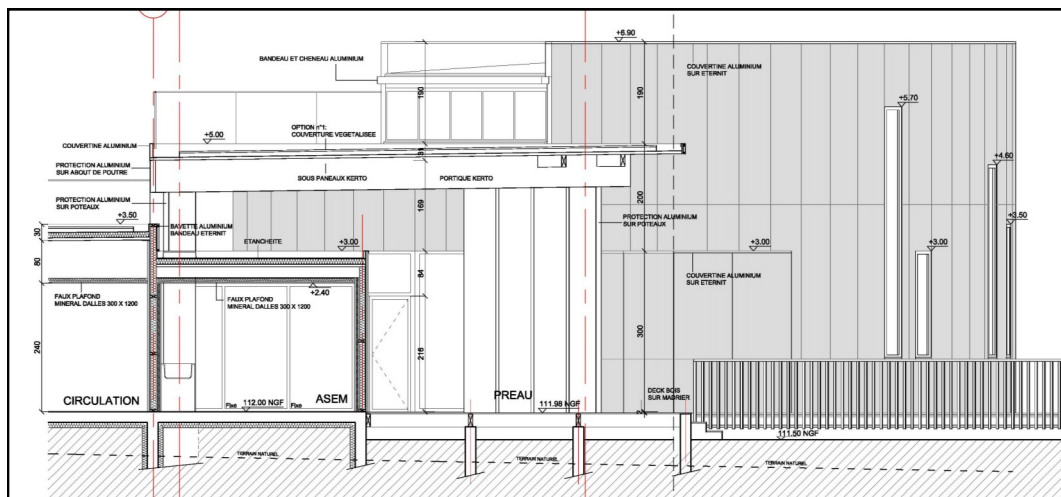 +6.90
BANDEAU ET CHENEAU ALUMINIUM
COUVERTINE ALUMINIUM
SUR ETERNIT
190
190
+5.70
OPTION n°1:
COUVERTURE VEGETALISEE
+5.00
COUVERTINE ALUMINIUM
31
PROTECTION ALUMINIUM
SUR ABOUT DE POUTRE
+4.60
SOUS PANEAUX KERTO
PORTIQUE KERTO
PROTECTION ALUMINIUM
SUR POTEAUX
169
200
+3.50
BAVETTE ALUMINIUM
BANDEAU ETERNIT
PROTECTION ALUMINIUM
SUR POTEAUX
+3.50
30
ETANCHEITE
+3.00
+3.00
+3.00
80
84
COUVERTINE ALUMINIUM
SUR ETERNIT
FAUX PLAFOND
MINERAL DALLES 300 X 1200
FAUX PLAFOND
MINERAL DALLES 300 X 1200
+2.40
240
216
300
CIRCULATION
Fixe
112.00 NGF
Fixe
ASEM
PREAU
111.98 NGF
DECK BOIS
SUR MADRIER
2
111.50 NGF
TERRAIN NATUREL
TERRAIN NATUREL
TERRAIN NATUREL